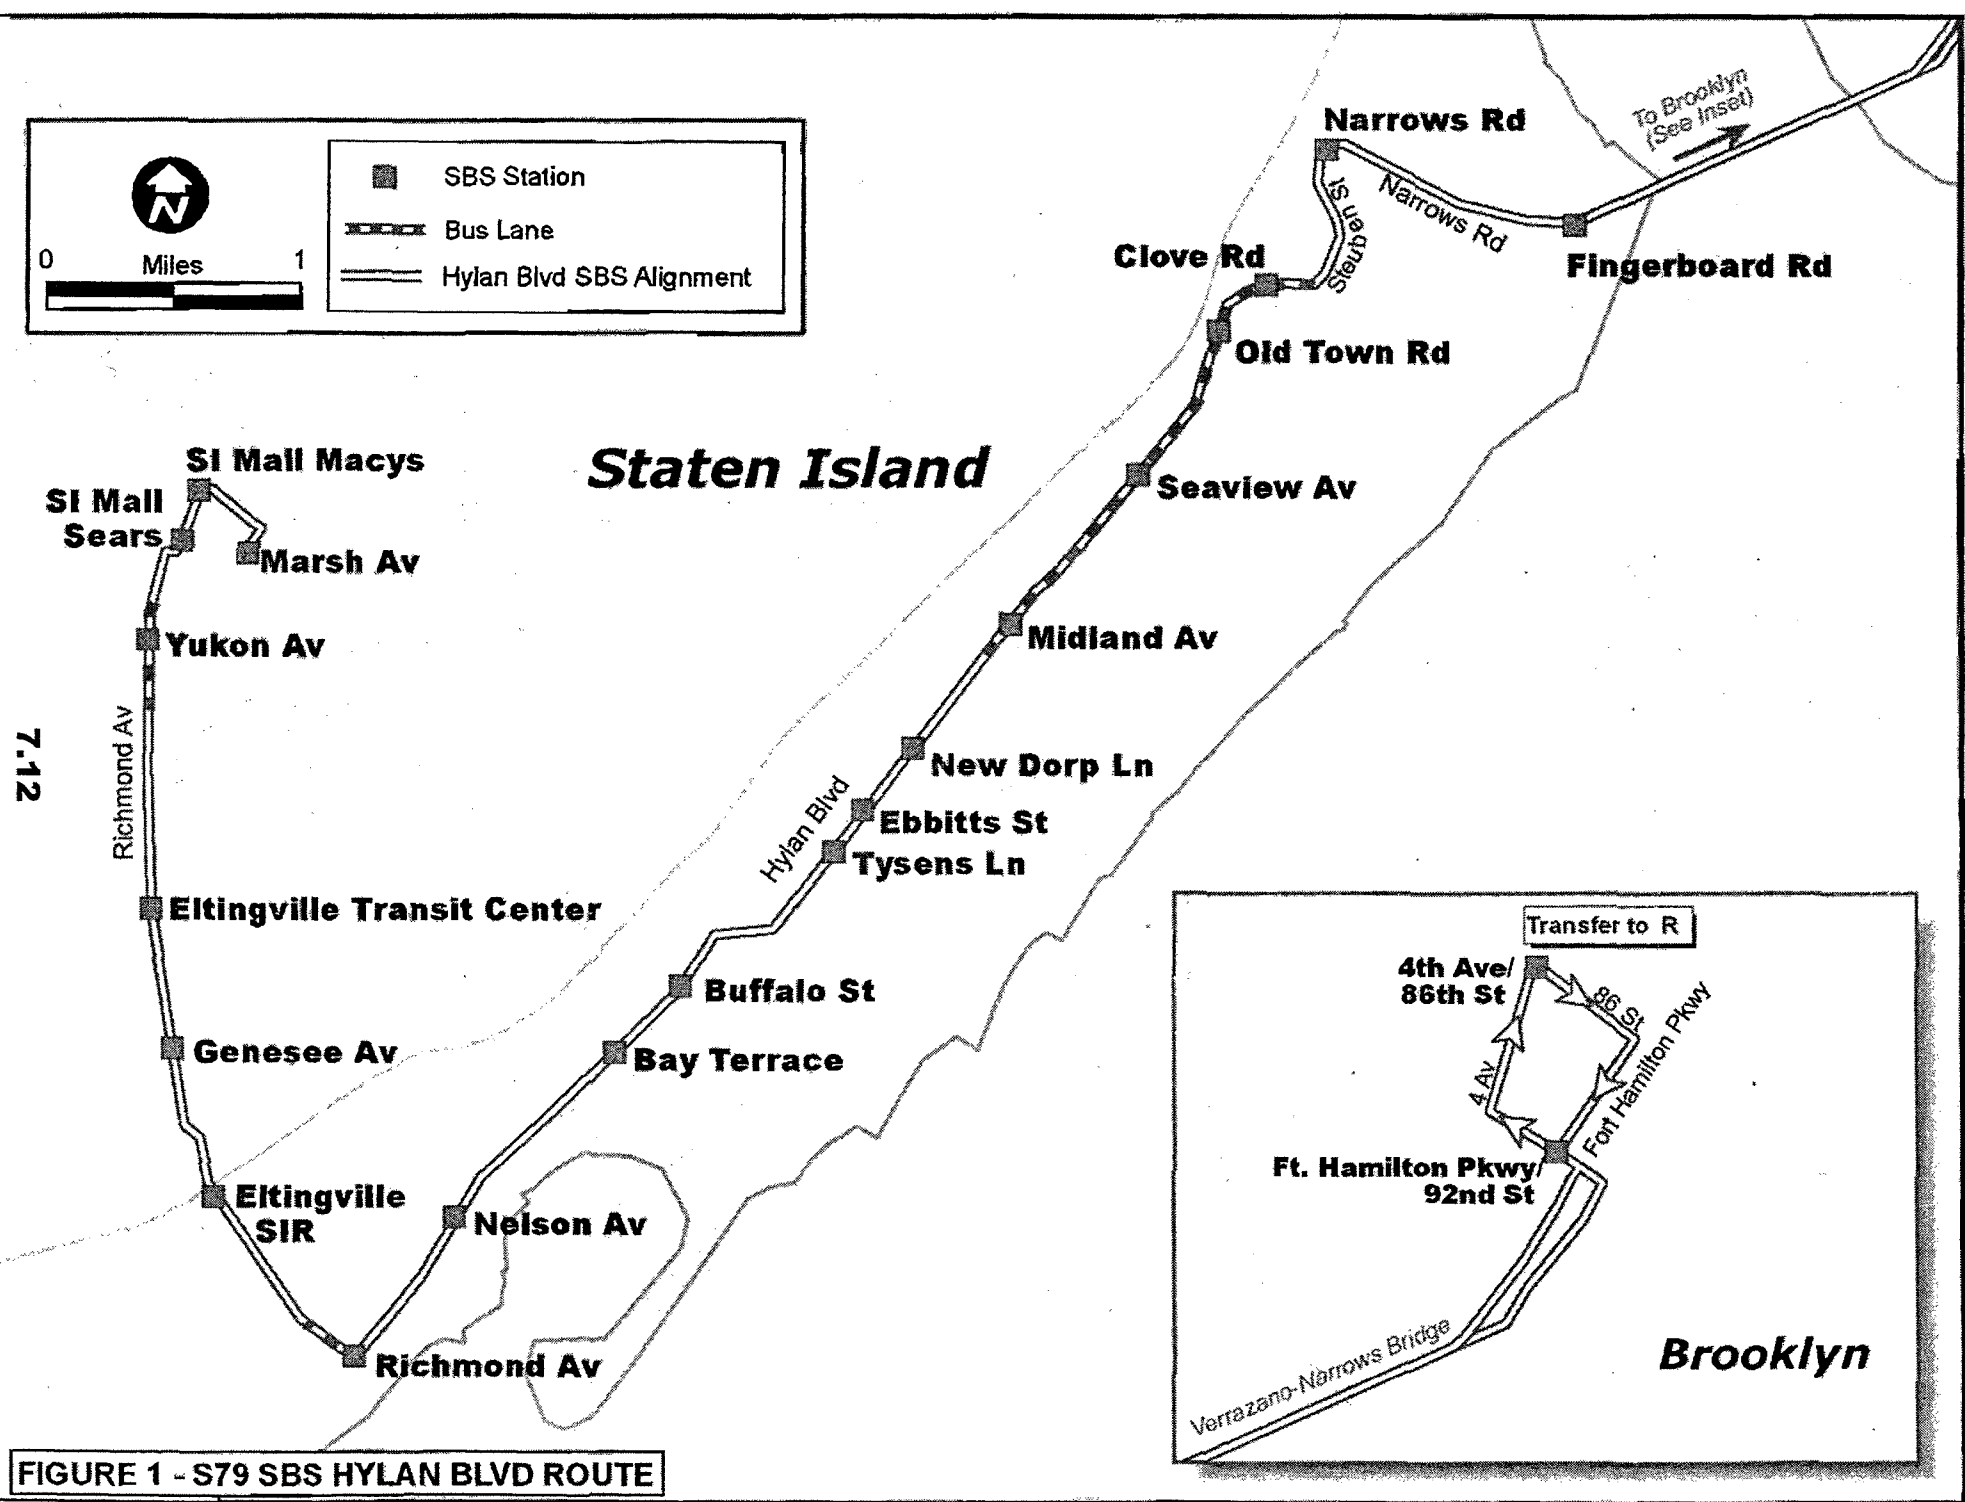 Narrows Rd
To Brooklyn
(See Inset)
N
0 Miles 1
SBS Station
Bus Lane
Hylan Blvd SBS Alignment
Steuben St
Narrows Rd
Clove Rd
Fingerboard Rd
Old Town Rd
Staten Island
SI Mall Macys
SI Mall
Sears
Marsh Av
Seaview Av
Yukon Av
Midland Av
Richmond Av
7.12
New Dorp Ln
Hylan Blvd
Ebbitts St
Tysens Ln
Eltingville Transit Center
Buffalo St
Genesee Av
Bay Terrace
Eltingville
SIR
Nelson Av
Richmond Av
Transfer to R
4th Ave/
86th St
86 St
4 Av
Fort Hamilton Pkwy
Ft. Hamilton Pkwy/
92nd St
Verrazano-Narrows Bridge
Brooklyn
FIGURE 1 - S79 SBS HYLAN BLVD ROUTE